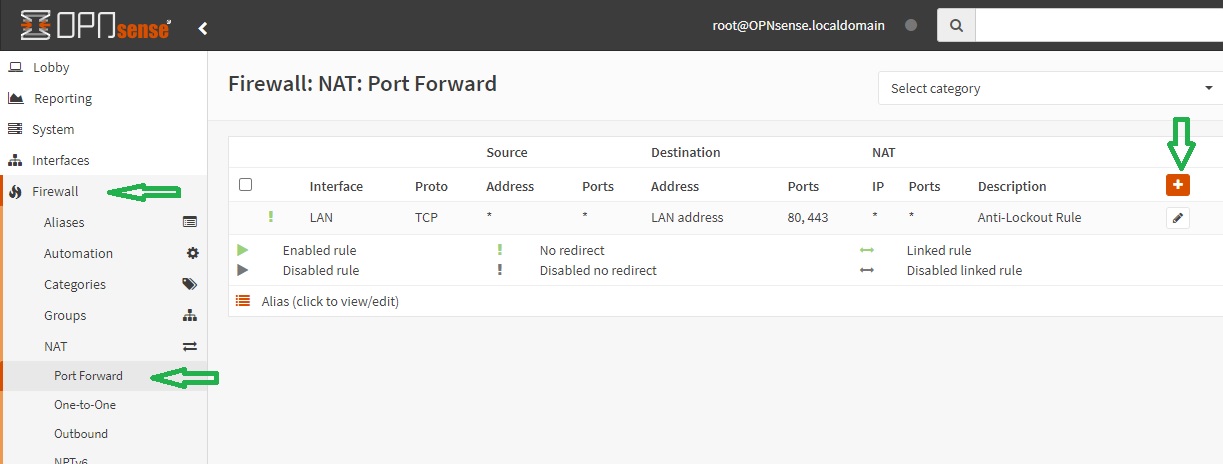 OPNsense
root@OPNsense.localdomain
Lobby
Reporting
System
Interfaces
Firewall
Aliases
Automation
Categories
Groups
NAT
Port Forward
One-to-One
Outbound
NPTv6
Firewall: NAT: Port Forward
Select category
Source Destination NAT
Interface Proto Address Ports Address Ports IP Ports Description
! LAN TCP * * LAN address 80, 443 * * Anti-Lockout Rule
Enabled rule ! No redirect Linked rule
Disabled rule ! Disabled no redirect Disabled linked rule
Alias (click to view/edit)